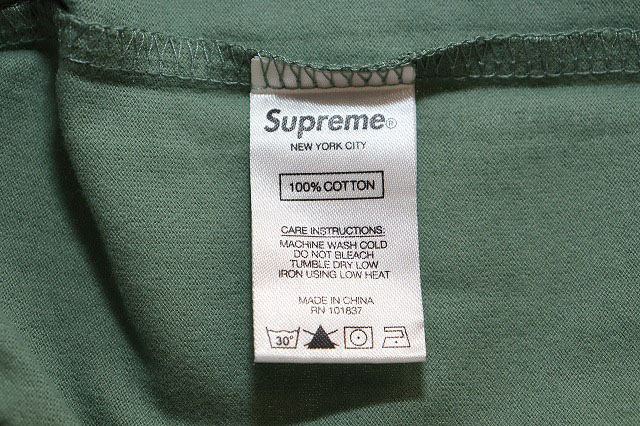 Supreme®
NEW YORK CITY
100% COTTON
CARE INSTRUCTIONS:
MACHINE WASH COLD
DO NOT BLEACH
TUMBLE DRY LOW
IRON USING LOW HEAT
MADE IN CHINA
RN 101837
30°